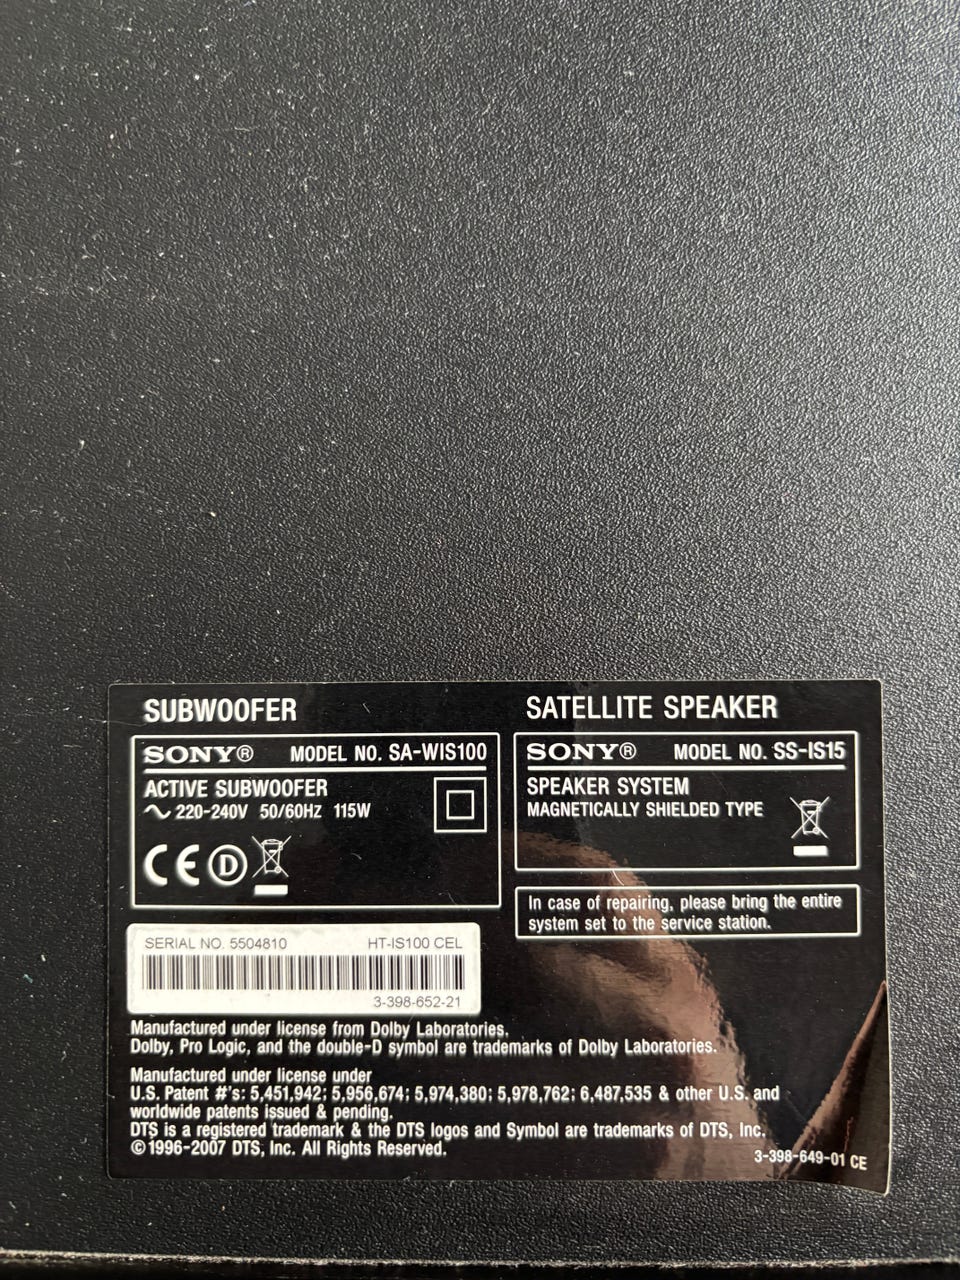 SUBWOOFER
SONY® MODEL NO. SA-WIS100
ACTIVE SUBWOOFER
220-240V 50/60HZ 115W
CE D
SATELLITE SPEAKER
SONY® MODEL NO. SS-IS15
SPEAKER SYSTEM
MAGNETICALLY SHIELDED TYPE
In case of repairing, please bring the entire
system set to the service station.
SERIAL NO. 5504810 HT-IS100 CEL
3-398-652-21
Manufactured under license from Dolby Laboratories.
Dolby, Pro Logic, and the double-D symbol are trademarks of Dolby Laboratories.
Manufactured under license under
U.S. Patent #'s: 5,451,942; 5,956,674; 5,974,380; 5,978,762; 6,487,535 & other U.S. and
worldwide patents issued & pending.
DTS is a registered trademark & the DTS logos and Symbol are trademarks of DTS, Inc.
©1996-2007 DTS, Inc. All Rights Reserved.
3-398-649-01 CE